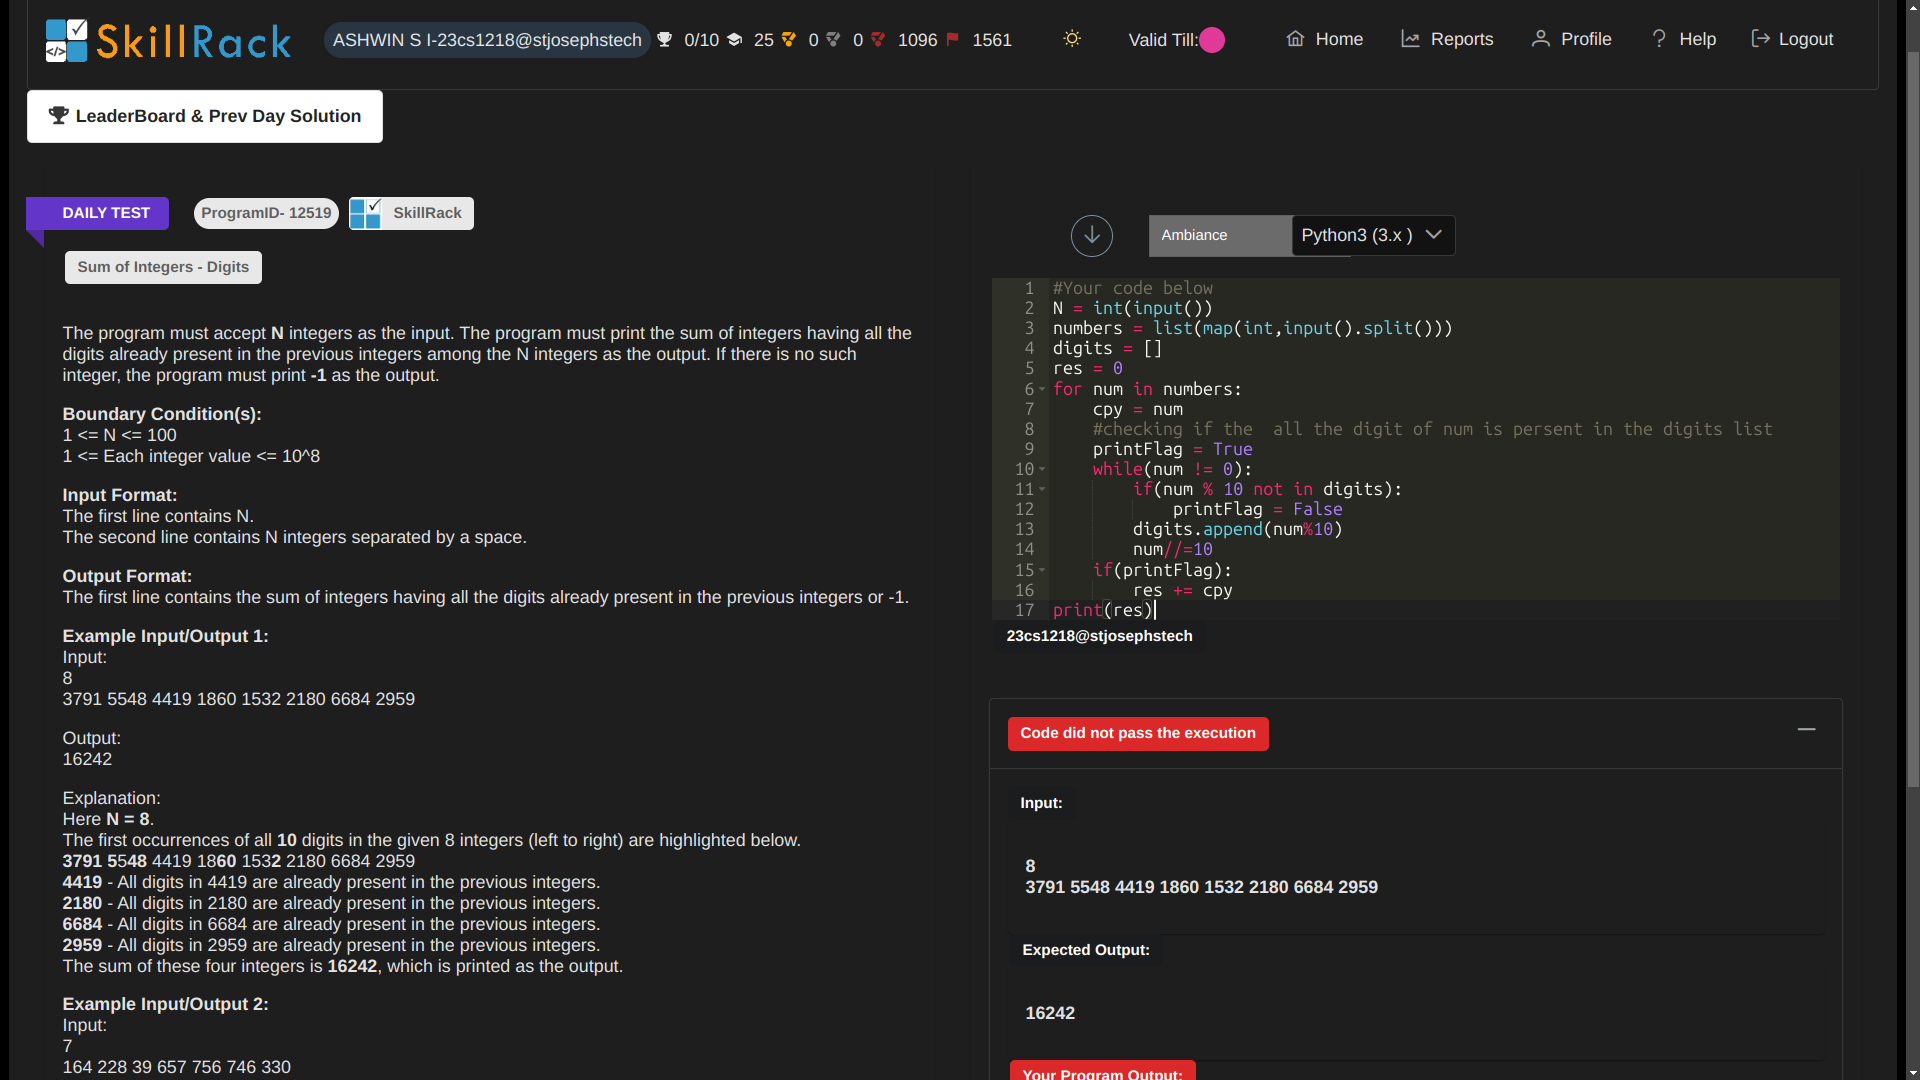 SkillRack
ASHWIN S I-23cs1218@stjosephstech 0/10 25 0 0 1096 1561 Valid Till: Home Reports Profile Help Logout
LeaderBoard & Prev Day Solution
DAILY TEST ProgramID- 12519 SkillRack
Sum of Integers - Digits
The program must accept N integers as the input. The program must print the sum of integers having all the
digits already present in the previous integers among the N integers as the output. If there is no such
integer, the program must print -1 as the output.
Boundary Condition(s):
1 <= N <= 100
1 <= Each integer value <= 10^8
Input Format:
The first line contains N.
The second line contains N integers separated by a space.
Output Format:
The first line contains the sum of integers having all the digits already present in the previous integers or -1.
Example Input/Output 1:
Input:
8
3791 5548 4419 1860 1532 2180 6684 2959
Output:
16242
Explanation:
Here N = 8.
The first occurrences of all 10 digits in the given 8 integers (left to right) are highlighted below.
3791 5548 4419 1860 1532 2180 6684 2959
4419 - All digits in 4419 are already present in the previous integers.
2180 - All digits in 2180 are already present in the previous integers.
6684 - All digits in 6684 are already present in the previous integers.
2959 - All digits in 2959 are already present in the previous integers.
The sum of these four integers is 16242, which is printed as the output.
Example Input/Output 2:
Input:
7
164 228 39 657 756 746 330
Ambiance Python3 (3.x )
1 #Your code below
2 N = int(input())
3 numbers = list(map(int,input().split()))
4 digits = []
5 res = 0
6 for num in numbers:
7 cpy = num
8 #checking if the  all the digit of num is persent in the digits list
9 printFlag = True
10 while(num != 0):
11 if(num % 10 not in digits):
12 printFlag = False
13 digits.append(num%10)
14 num//=10
15 if(printFlag):
16 res += cpy
17 print(res)
23cs1218@stjosephstech
Code did not pass the execution
Input:
8
3791 5548 4419 1860 1532 2180 6684 2959
Expected Output:
16242
Your Program Output: